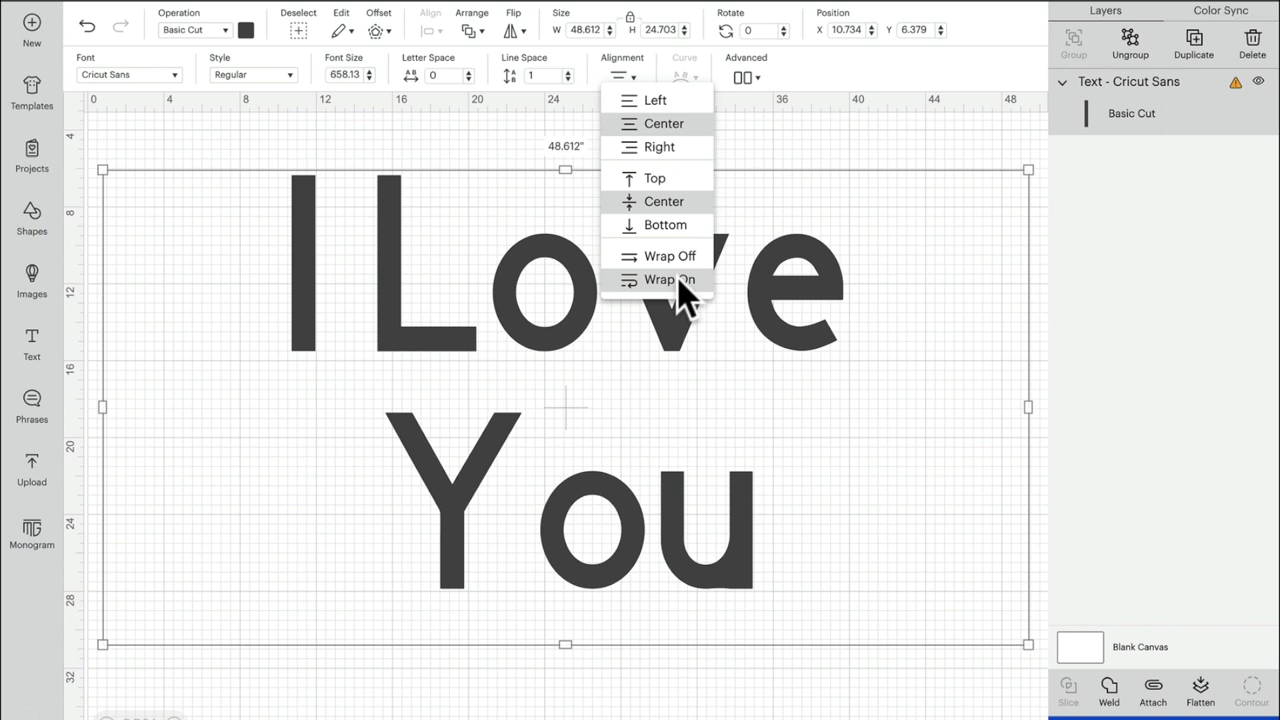 New
Templates
Projects
Shapes
Images
Text
Phrases
Upload
Monogram
Operation
Basic Cut
Deselect
Edit
Offset
Align
Arrange
Flip
Size
W 48.612
H 24.703
Rotate
0
Position
X 10.734
Y 6.379
Font
Cricut Sans
Style
Regular
Font Size
658.13
Letter Space
0
Line Space
1
Alignment
Curve
Advanced
0 4 8 12 16 20 24 36 40 44 48
4
8
12
16
20
24
28
32
48.612"
Left
Center
Right
Top
Center
Bottom
Wrap Off
Wrap On
I Love
You
Layers
Color Sync
Group
Ungroup
Duplicate
Delete
Text - Cricut Sans
Basic Cut
Blank Canvas
Slice
Weld
Attach
Flatten
Contour